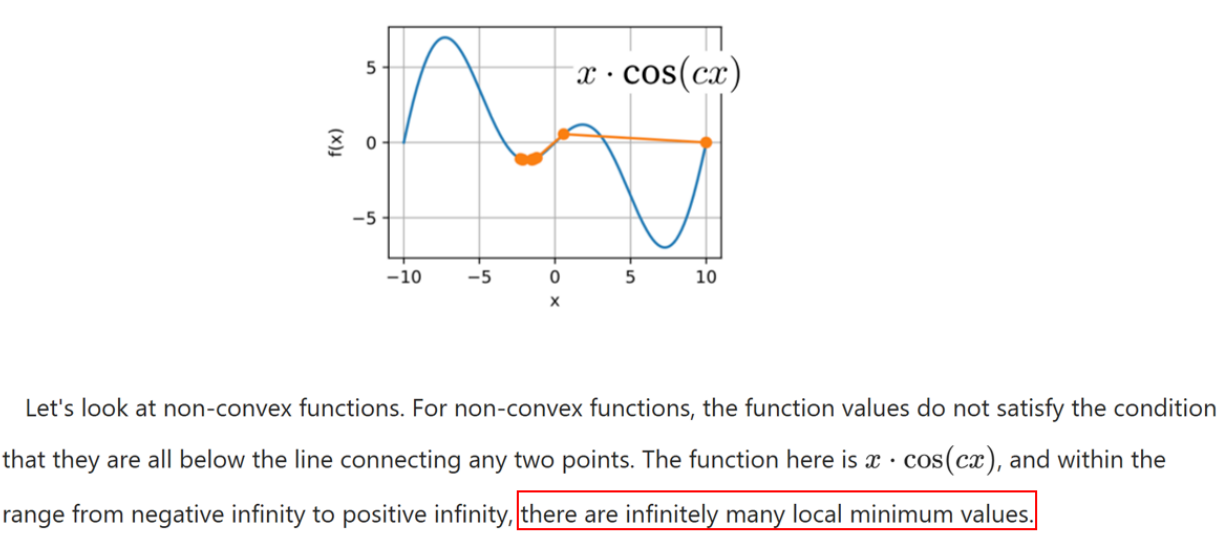 5
x · cos(cx)
f(x)
0
−5
−10 −5 0 5 10
x
Let's look at non-convex functions. For non-convex functions, the function values do not satisfy the condition
that they are all below the line connecting any two points. The function here is x · cos(cx), and within the
range from negative infinity to positive infinity, there are infinitely many local minimum values.